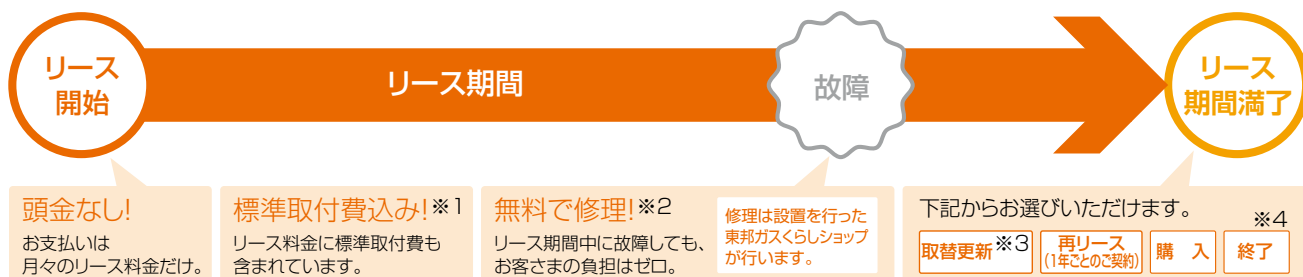 リース
開始
リース期間
故障
リース
期間満了
頭金なし!
お支払いは
月々のリース料金だけ。
標準取付費込み!※1
リース料金に標準取付費も
含まれています。
無料で修理!※2
リース期間中に故障しても、
お客さまの負担はゼロ。
修理は設置を行った
東邦ガスくらしショップ
が行います。
下記からお選びいただけます。
取替更新※3
再リース
(1年ごとのご契約)
購 入
終了
※4